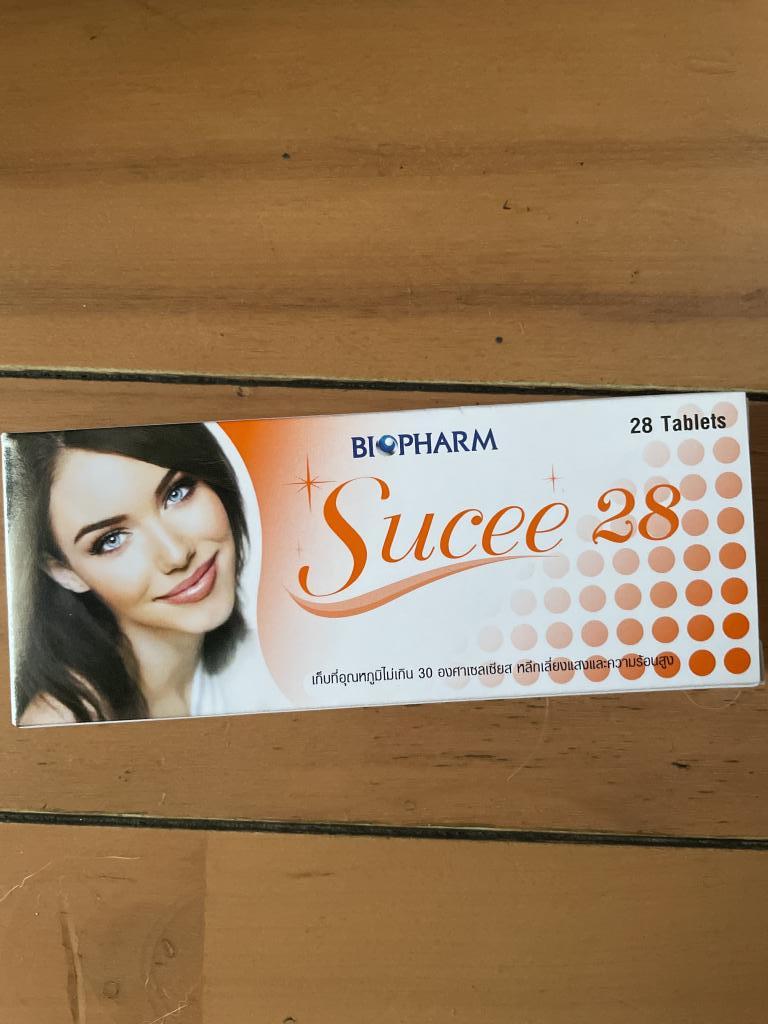 BIOPHARM
28 Tablets
Sucee 28
เก็บที่อุณหภูมิไม่เกิน 30 องศาเซลเซียส หลีกเลี่ยงแสงและความร้อนสูง